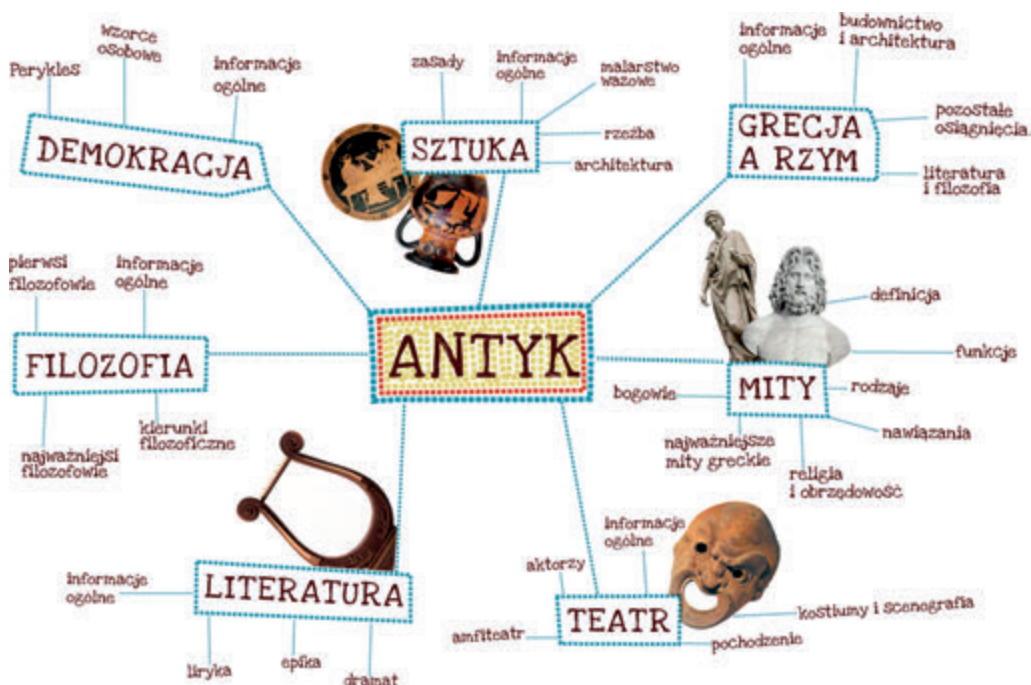 wzorce
osobowe
Perykles
informacje
ogólne
DEMOKRACJA
zasady
informacje
ogólne
malarstwo
wazowe
rzeźba
architektura
SZTUKA
informacje
ogólne
budownictwo
i architektura
pozostałe
osiągnięcia
literatura
i filozofia
GRECJA
A RZYM
pierwsi
filozofowie
informacje
ogólne
FILOZOFIA
najważniejsi
filozofowie
kierunki
filozoficzne
ANTYK
definicja
funkcje
rodzaje
nawiązania
religia
i obrzędowość
najważniejsze
mity greckie
bogowie
MITY
informacje
ogólne
LITERATURA
liryka
epika
dramat
informacje
ogólne
aktorzy
amfiteatr
TEATR
kostiumy i scenografia
pochodzenie